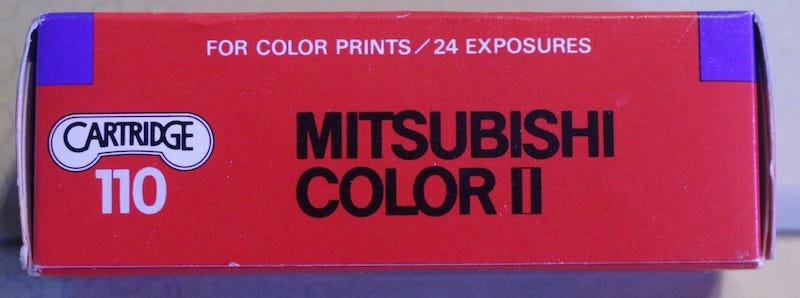 FOR COLOR PRINTS/24 EXPOSURES
CARTRIDGE
110
MITSUBISHI
COLOR II